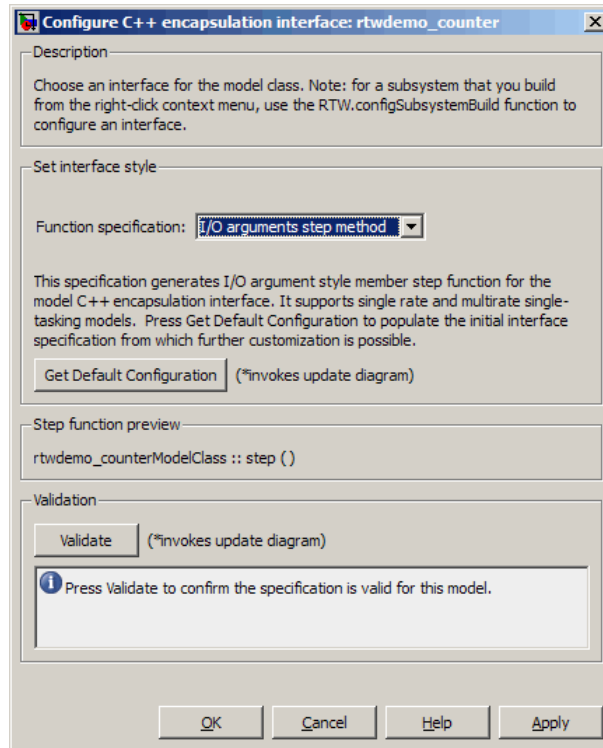 Configure C++ encapsulation interface: rtwdemo_counter
Description
Choose an interface for the model class. Note: for a subsystem that you build
from the right-click context menu, use the RTW.configSubsystemBuild function to
configure an interface.
Set interface style
Function specification: I/O arguments step method
This specification generates I/O argument style member step function for the
model C++ encapsulation interface. It supports single rate and multirate single-
tasking models. Press Get Default Configuration to populate the initial interface
specification from which further customization is possible.
Get Default Configuration (*invokes update diagram)
Step function preview
rtwdemo_counterModelClass :: step ( )
Validation
Validate (*invokes update diagram)
Press Validate to confirm the specification is valid for this model.
OK Cancel Help Apply